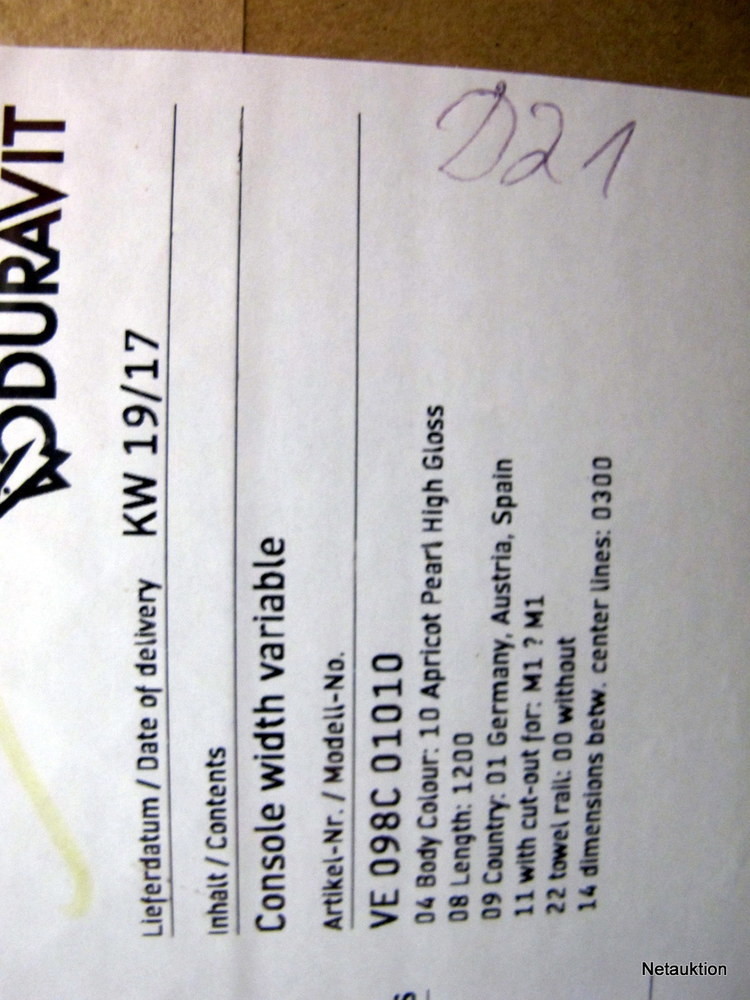 DURAVIT
Lieferdatum / Date of delivery KW 19/17
Inhalt / Contents
Console width variable
Artikel-Nr. / Modell-No.
VE 098C 01010
04 Body Colour: 10 Apricot Pearl High Gloss
08 Length: 1200
09 Country: 01 Germany, Austria, Spain
11 with cut-out for: M1 ? M1
22 towel rail: 00 without
14 dimensions betw. center lines: 0300
D21
Netauktion